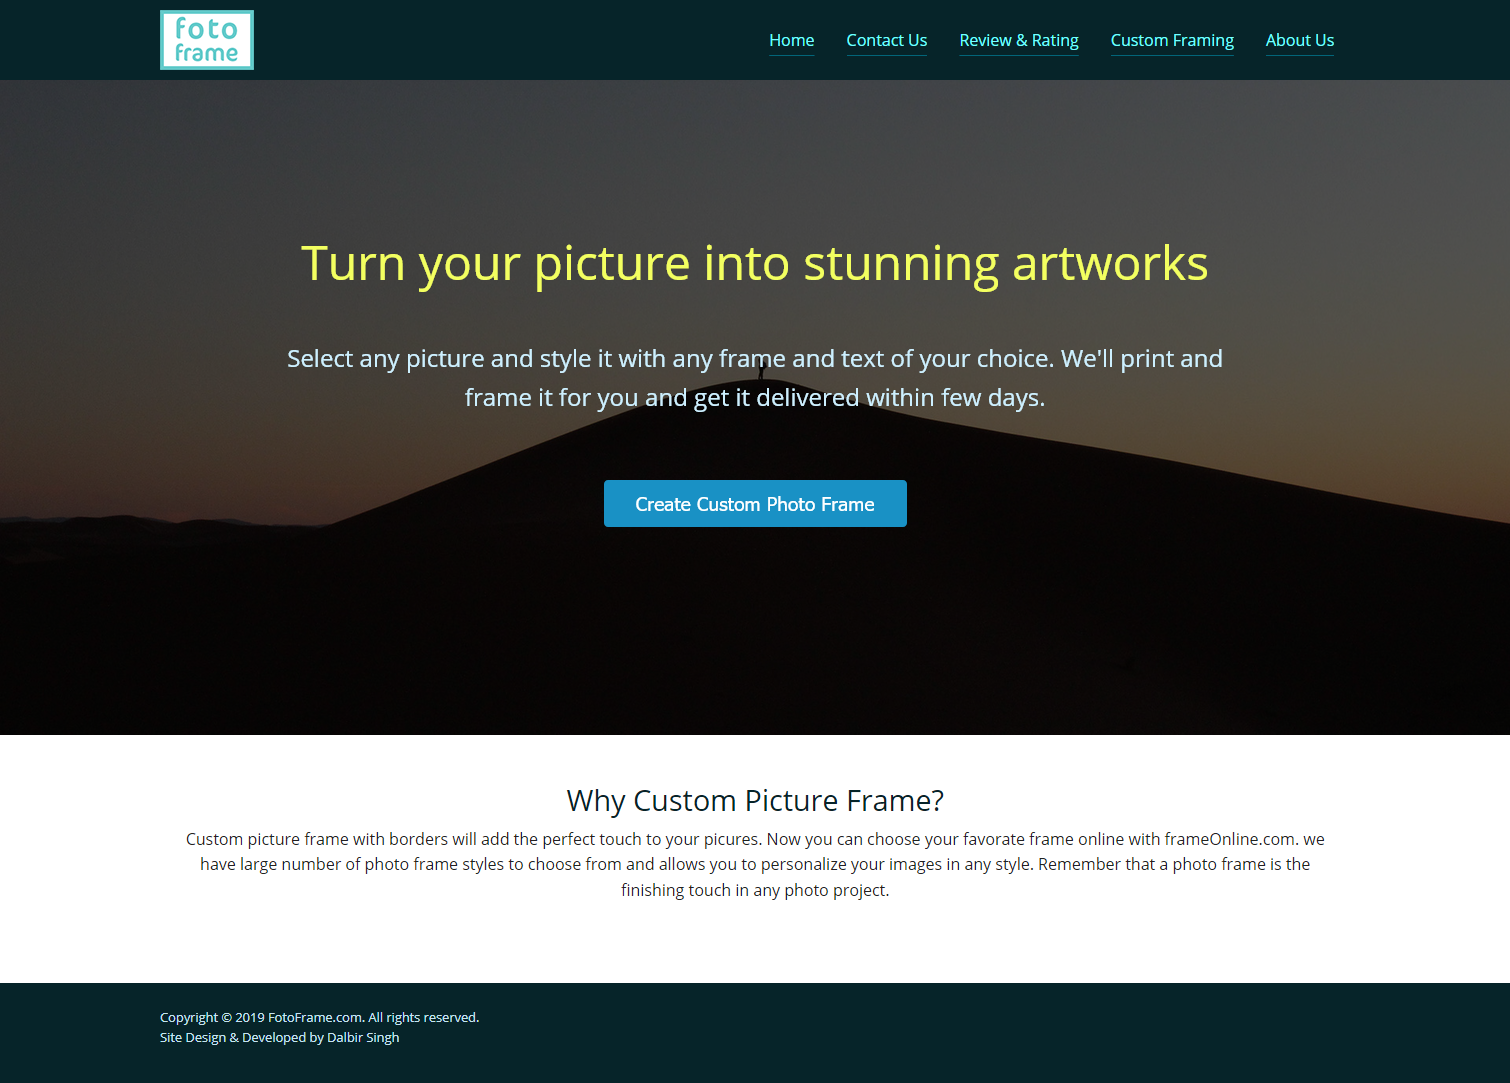 foto
frame
Home Contact Us Review & Rating Custom Framing About Us
Turn your picture into stunning artworks
Select any picture and style it with any frame and text of your choice. We'll print and
frame it for you and get it delivered within few days.
Create Custom Photo Frame
Why Custom Picture Frame?
Custom picture frame with borders will add the perfect touch to your picures. Now you can choose your favorate frame online with frameOnline.com. we
have large number of photo frame styles to choose from and allows you to personalize your images in any style. Remember that a photo frame is the
finishing touch in any photo project.
Copyright © 2019 FotoFrame.com. All rights reserved.
Site Design & Developed by Dalbir Singh